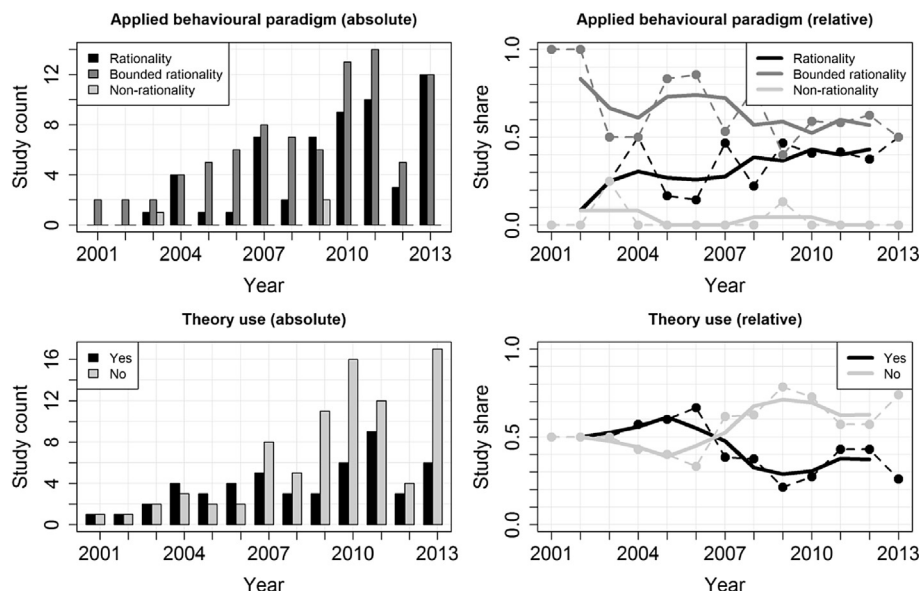 Applied behavioural paradigm (absolute)
Study count
0 4 8 12
Rationality
Bounded rationality
Non-rationality
2001 2004 2007 2010 2013
Year
Applied behavioural paradigm (relative)
Study share
0.0 0.5 1.0
Rationality
Bounded rationality
Non-rationality
2001 2004 2007 2010 2013
Year
Theory use (absolute)
Study count
0 4 8 12 16
Yes
No
2001 2004 2007 2010 2013
Year
Theory use (relative)
Study share
0.0 0.5 1.0
Yes
No
2001 2004 2007 2010 2013
Year